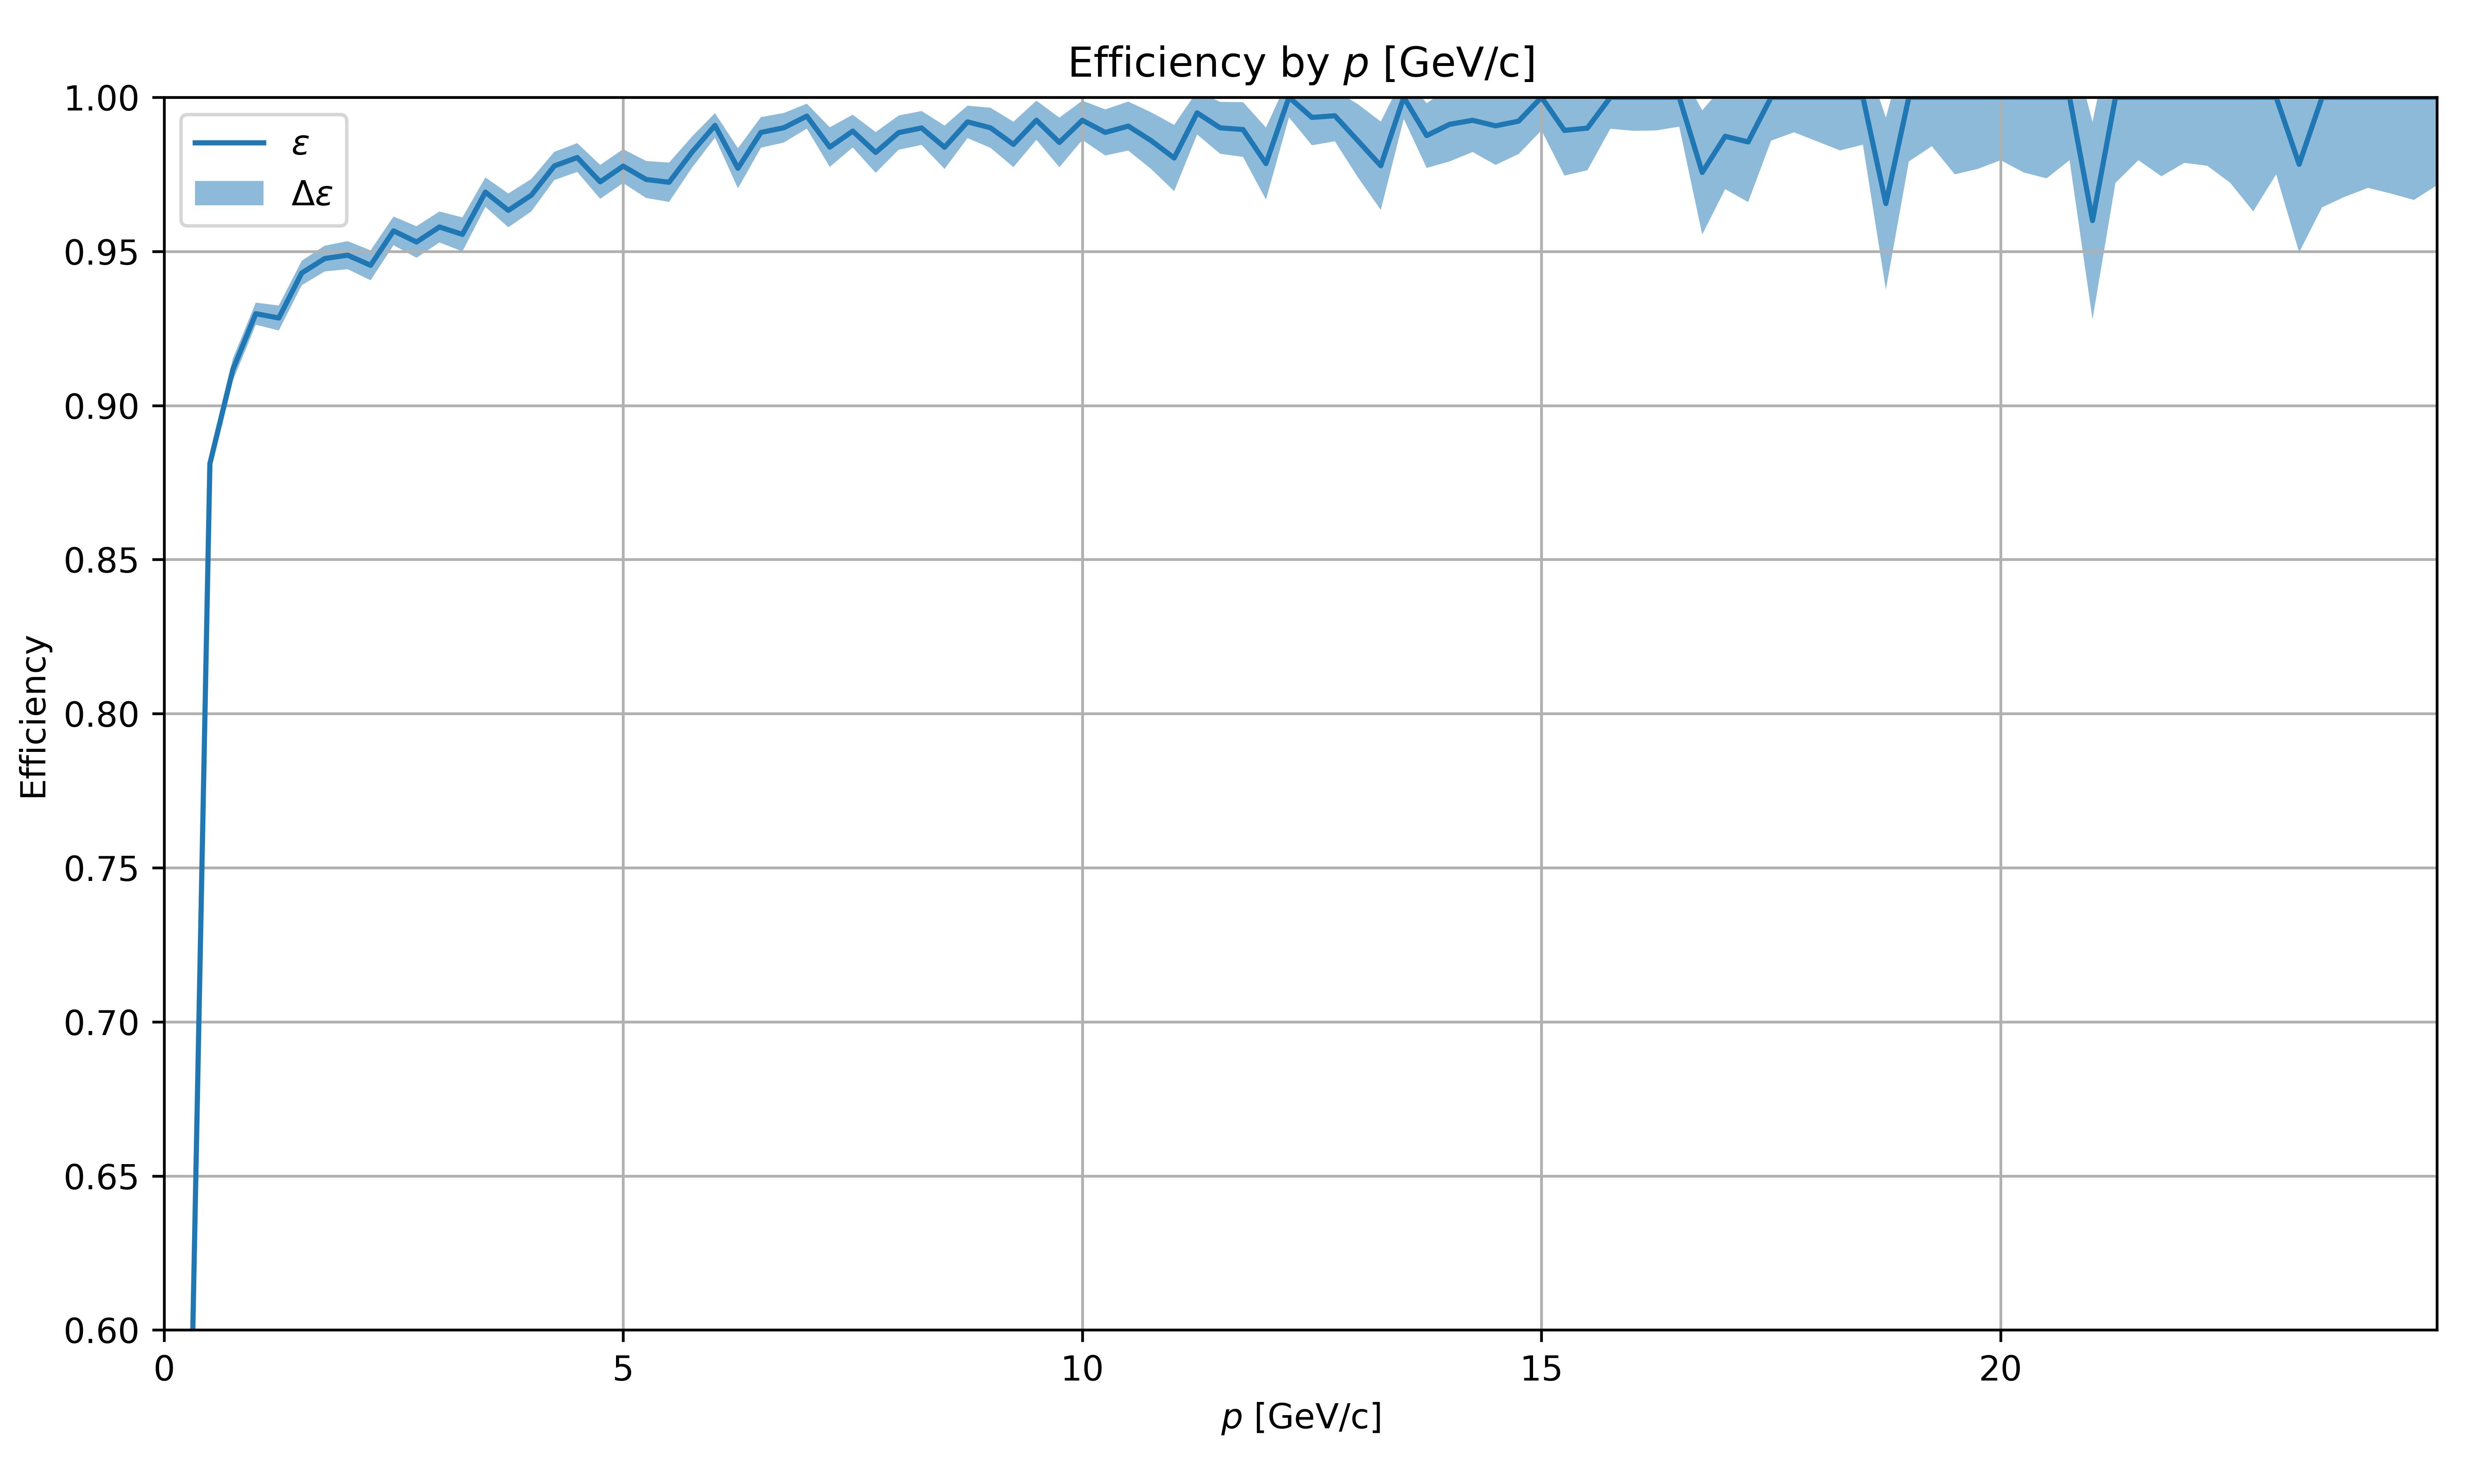 Efficiency by p [GeV/c]
ε
Δε
1.00
0.95
0.90
0.85
0.80
0.75
0.70
0.65
0.60
Efficiency
0 5 10 15 20
p [GeV/c]